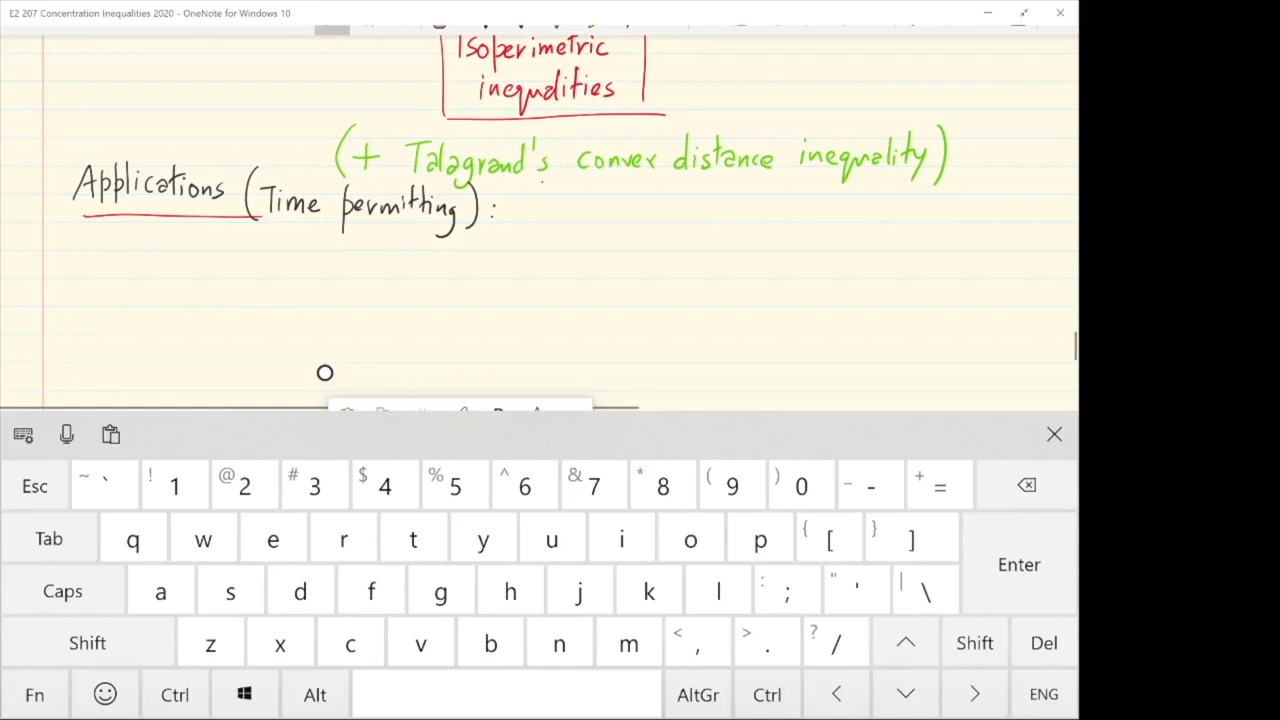 E2 207 Concentration Inequalities 2020 - OneNote for Windows 10
Isoperimetric
inequalities
(+ Talagrand's convex distance inequality)
Applications (Time permitting) :
Esc ~ ` ! 1 @ 2 # 3 $ 4 % 5 ^ 6 & 7 * 8 ( 9 ) 0 _ - + =
Tab q w e r t y u i o p { [ } ]
Caps a s d f g h j k l : ; " ' | \ Enter
Shift z x c v b n m < , > . ? / Shift Del
Fn Ctrl Alt AltGr Ctrl ENG